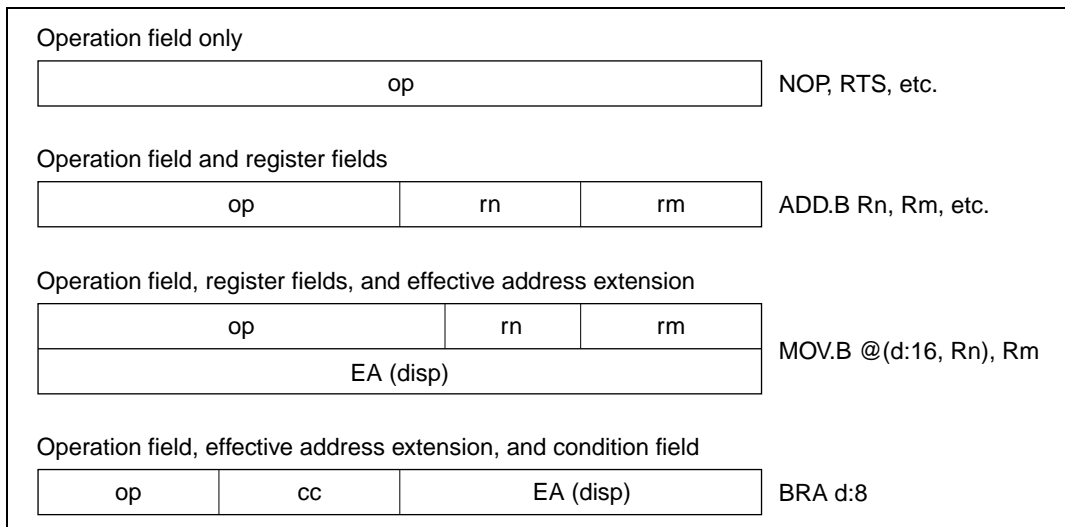 Operation field only
op NOP, RTS, etc.
Operation field and register fields
op rn rm ADD.B Rn, Rm, etc.
Operation field, register fields, and effective address extension
op rn rm
MOV.B @(d:16, Rn), Rm
EA (disp)
Operation field, effective address extension, and condition field
op cc EA (disp) BRA d:8